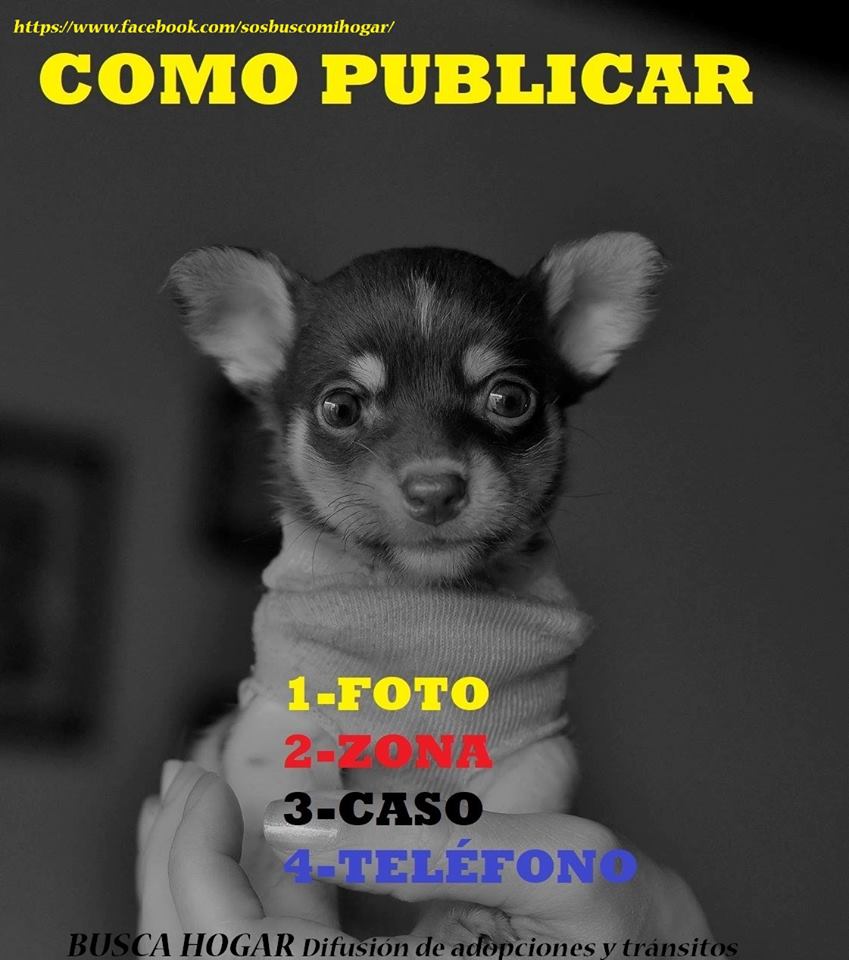 https://www.facebook.com/sosbuscomihogar/
COMO PUBLICAR
1-FOTO
2-ZONA
3-CASO
4-TELÉFONO
BUSCA HOGAR Difusión de adopciones y tránsitos